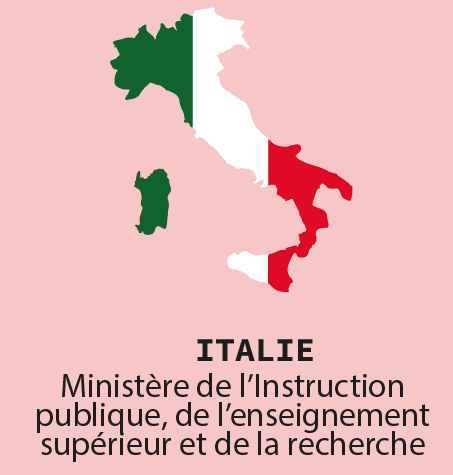 ITALIE
Ministère de l'Instruction
publique, de l'enseignement
supérieur et de la recherche